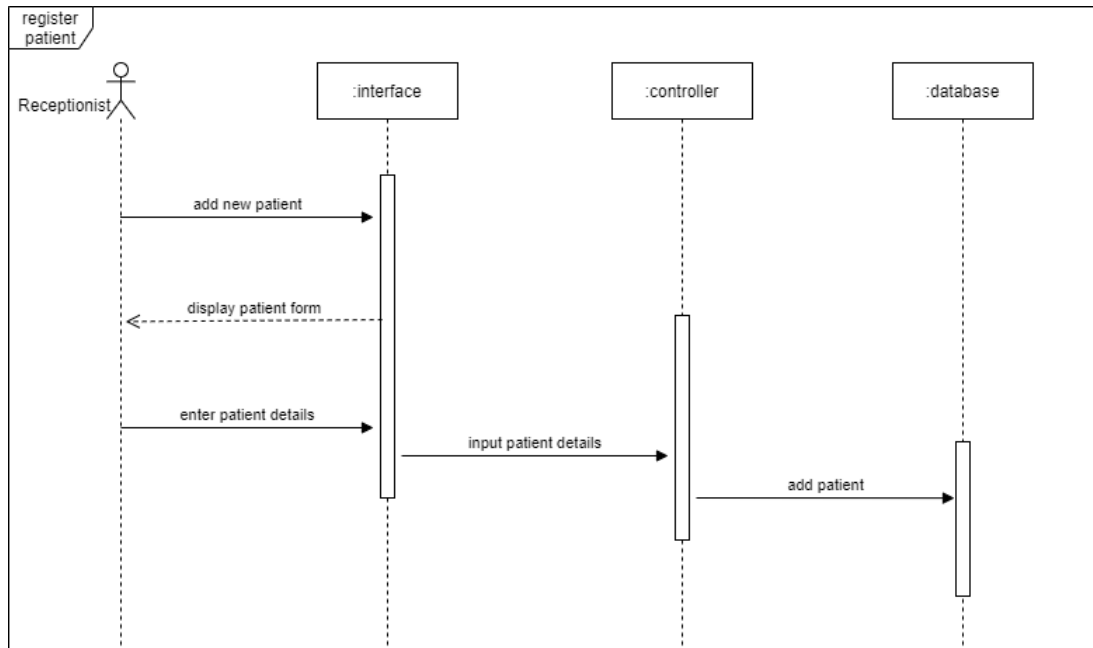 register
patient
Receptionist
:interface
:controller
:database
add new patient
display patient form
enter patient details
input patient details
add patient